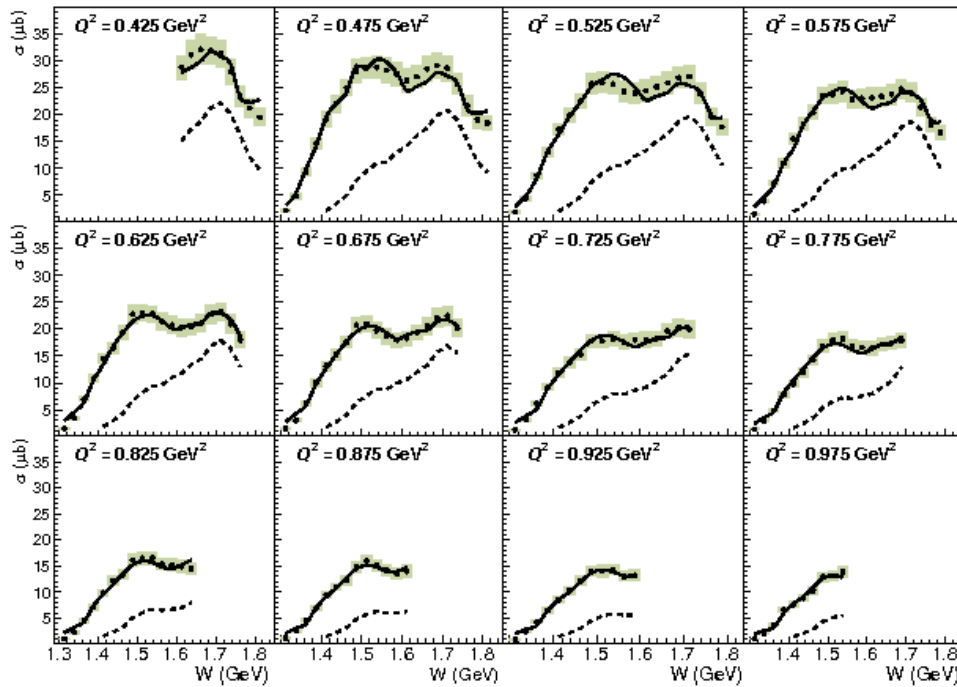 Q² = 0.425 GeV² Q² = 0.475 GeV² Q² = 0.525 GeV² Q² = 0.575 GeV²
σ (μb)
35
30
25
20
15
10
5
Q² = 0.625 GeV² Q² = 0.675 GeV² Q² = 0.725 GeV² Q² = 0.775 GeV²
σ (μb)
35
30
25
20
15
10
5
Q² = 0.825 GeV² Q² = 0.875 GeV² Q² = 0.925 GeV² Q² = 0.975 GeV²
σ (μb)
35
30
25
20
15
10
5
1.3 1.4 1.5 1.6 1.7 1.8 1.4 1.5 1.6 1.7 1.8 1.4 1.5 1.6 1.7 1.8 1.4 1.5 1.6 1.7 1.8
W (GeV) W (GeV) W (GeV) W (GeV)